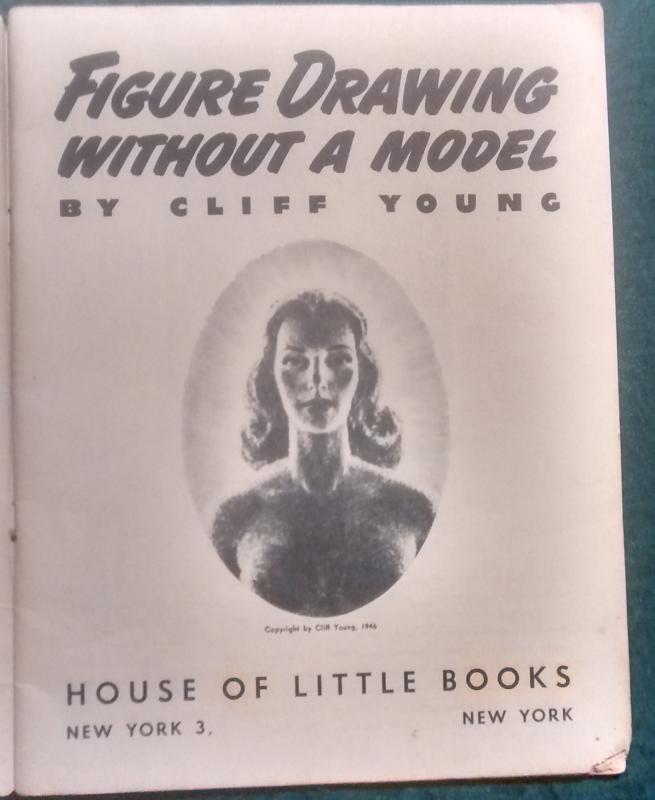 FIGURE DRAWING
WITHOUT A MODEL
BY CLIFF YOUNG
Copyright by Cliff Young, 1946
HOUSE OF LITTLE BOOKS
NEW YORK 3, NEW YORK